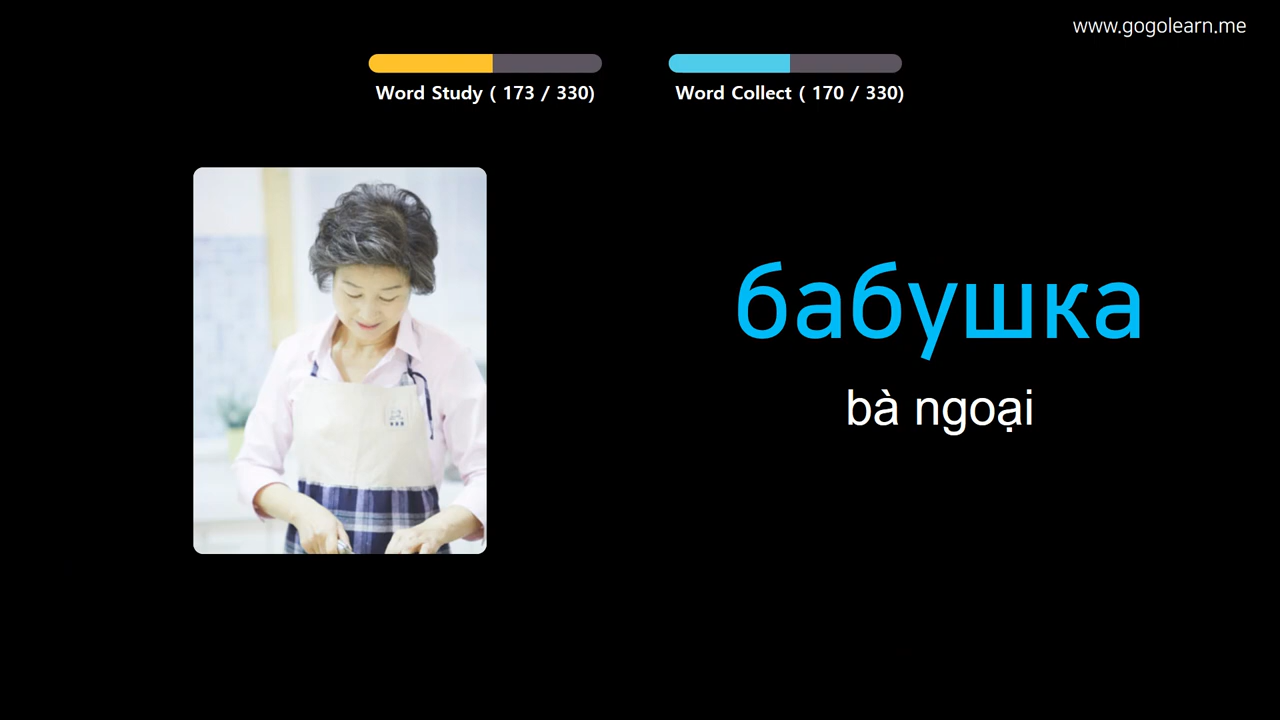 www.gogolearn.me
Word Study ( 173 / 330)
Word Collect ( 170 / 330)
бабушка
bà ngoại